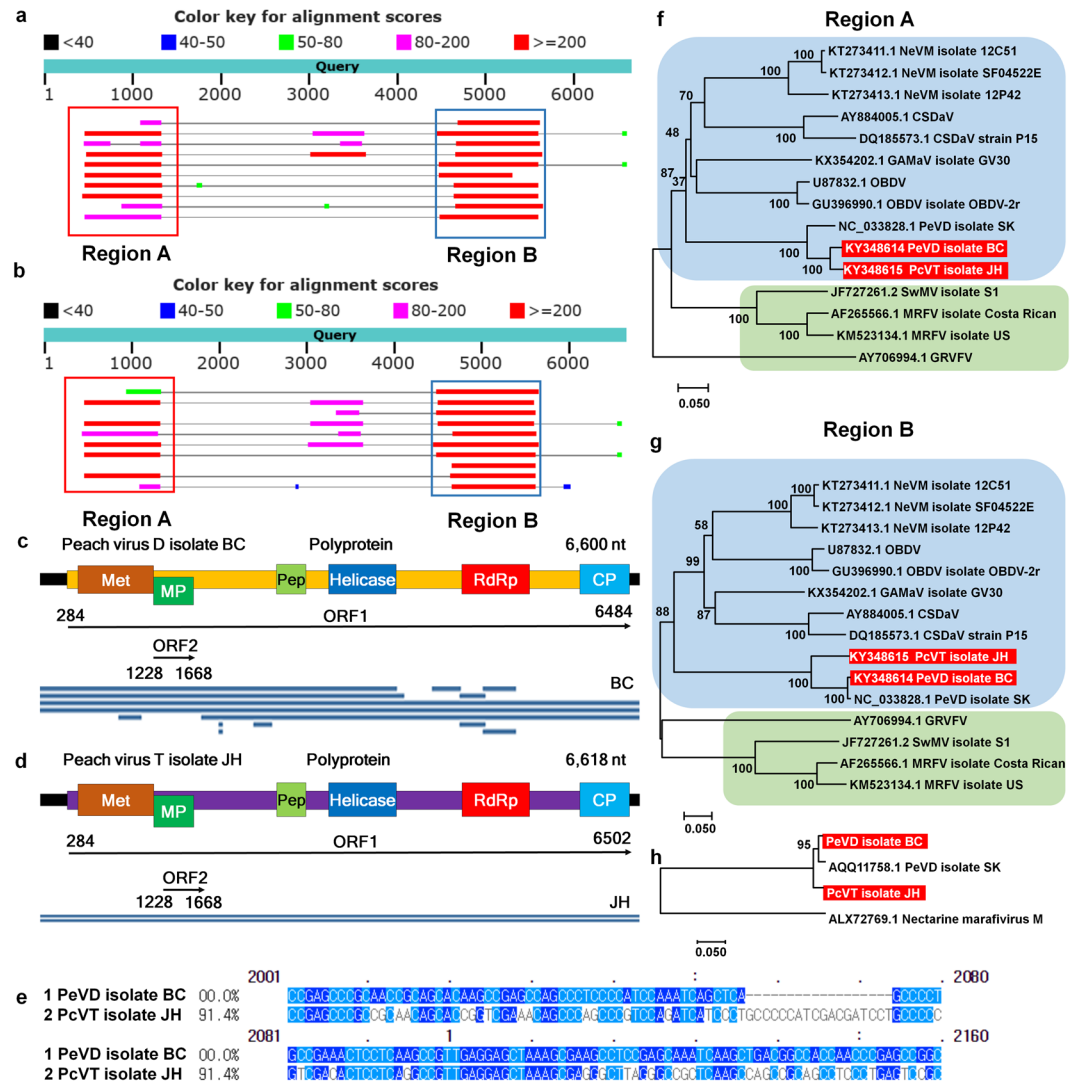 a
Color key for alignment scores
<40 40-50 50-80 80-200 >=200
Query
1 1000 2000 3000 4000 5000 6000
Region A Region B
b
Color key for alignment scores
<40 40-50 50-80 80-200 >=200
Query
1 1000 2000 3000 4000 5000 6000
Region A Region B
c
Peach virus D isolate BC Polyprotein 6,600 nt
Met MP Pep Helicase RdRp CP
284 ORF1 6484
ORF2
1228 1668
BC
d
Peach virus T isolate JH Polyprotein 6,618 nt
Met MP Pep Helicase RdRp CP
284 ORF1 6502
ORF2
1228 1668
JH
e
2001 : 2080
1 PeVD isolate BC 00.0% CCGAGCCCGCAACCGCAGCACAAGCCGAGCCAGCCCTCCCCATCCAAATCAGCTCA------------------GCCCCT
2 PcVT isolate JH 91.4% CCGAGCCCGCCGCAACAGCACCGGTCGAAACAGCCCAGCCCGTCCAGATCATCCCTGCCCCCATCGACGATCCTGCCCCC
2081 1 : 2160
1 PeVD isolate BC 00.0% GCCGAAACTCCTCAAGCCGTTGAGGAGCTAAAGCGAAGCCTCCGAGCAAATCAAGCTGACGGCCACCAACCCGAGCCGGC
2 PcVT isolate JH 91.4% GTCGACACTCCTCAGGCCGTTGAGGAGCTAAAGCGAGGGCTTAGGGCCGCTCAAGCCAGCCGCAGCCTCCCTGAGTCCGC
f
Region A
KT273411.1 NeVM isolate 12C51
100
KT273412.1 NeVM isolate SF04522E
100
KT273413.1 NeVM isolate 12P42
70
AY884005.1 CSDaV
100
DQ185573.1 CSDaV strain P15
48
KX354202.1 GAMaV isolate GV30
87
37
U87832.1 OBDV
100
GU396990.1 OBDV isolate OBDV-2r
NC_033828.1 PeVD isolate SK
100
KY348614 PeVD isolate BC
100
KY348615 PcVT isolate JH
JF727261.2 SwMV isolate S1
100
AF265566.1 MRFV isolate Costa Rican
100
KM523134.1 MRFV isolate US
AY706994.1 GRVFV
0.050
g
Region B
KT273411.1 NeVM isolate 12C51
100
KT273412.1 NeVM isolate SF04522E
100
KT273413.1 NeVM isolate 12P42
58
U87832.1 OBDV
100
GU396990.1 OBDV isolate OBDV-2r
99
KX354202.1 GAMaV isolate GV30
87
AY884005.1 CSDaV
100
DQ185573.1 CSDaV strain P15
88
KY348615 PcVT isolate JH
100
KY348614 PeVD isolate BC
100
NC_033828.1 PeVD isolate SK
AY706994.1 GRVFV
JF727261.2 SwMV isolate S1
100
AF265566.1 MRFV isolate Costa Rican
100
KM523134.1 MRFV isolate US
0.050
h
PeVD isolate BC
95
AQQ11758.1 PeVD isolate SK
PcVT isolate JH
ALX72769.1 Nectarine marafivirus M
0.050